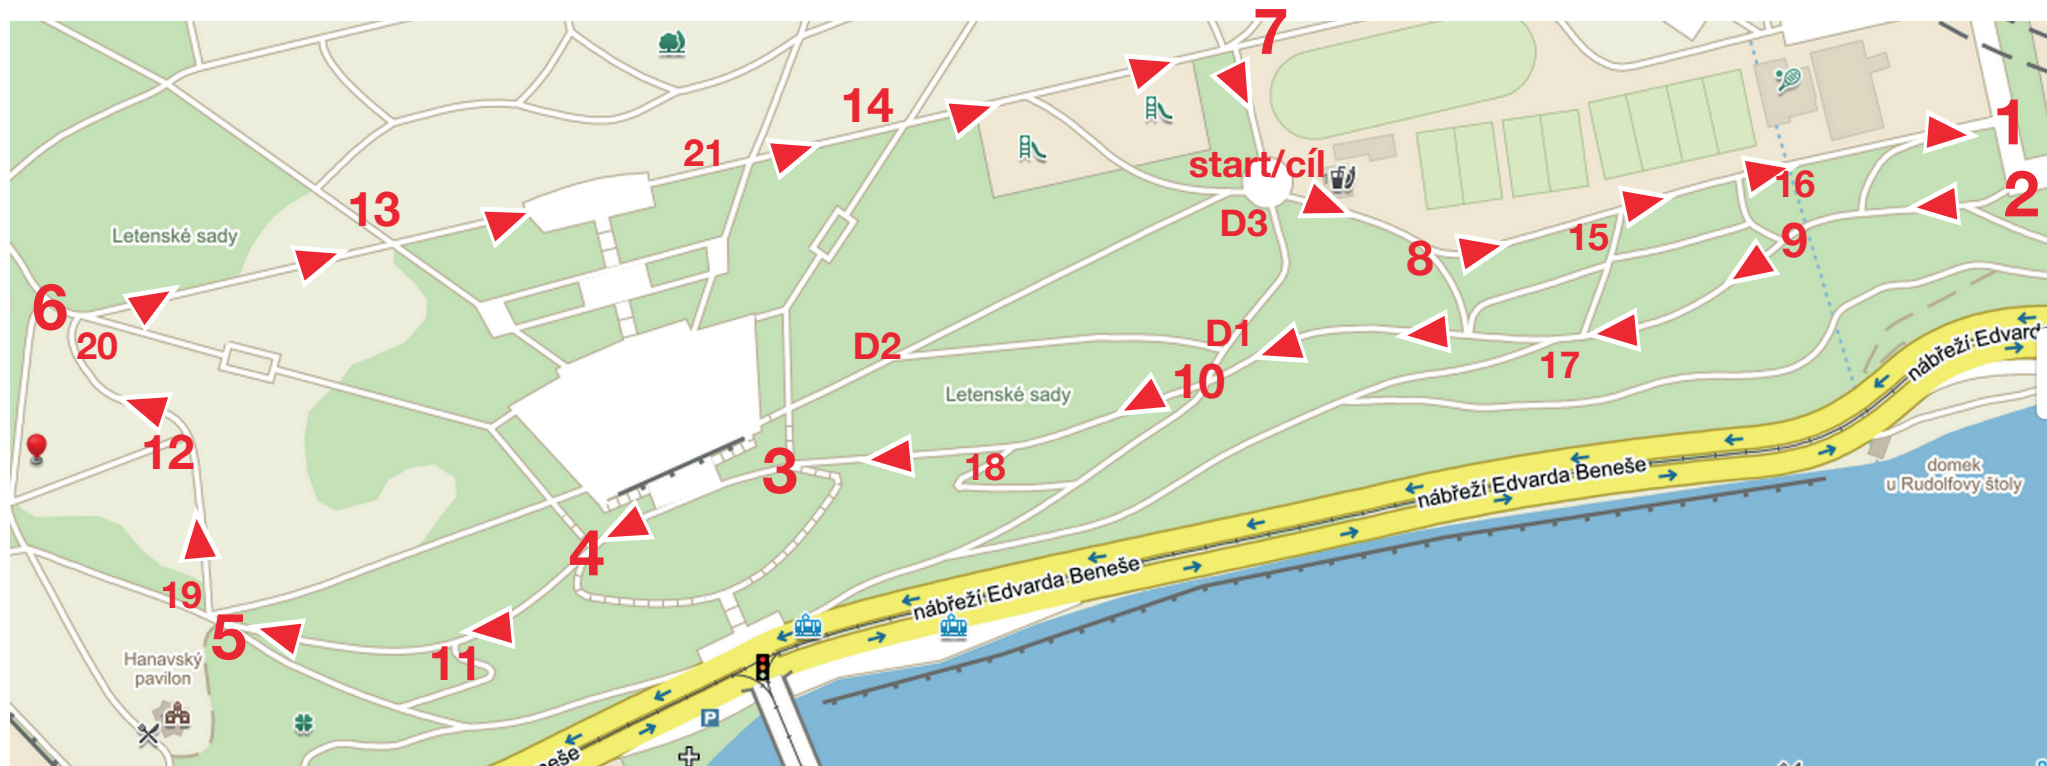 7
14
1
21
start/cíl
16
2
13
D3
15
9
Letenské sady
8
6
20
D2
D1
17
10
Letenské sady
nábřeží Edvard
12
3
18
domek
u Rudolfovy štoly
nábřeží Edvarda Beneše
4
nábřeží Edvarda Beneše
19
5
11
Hanavský
pavilon
P
neše